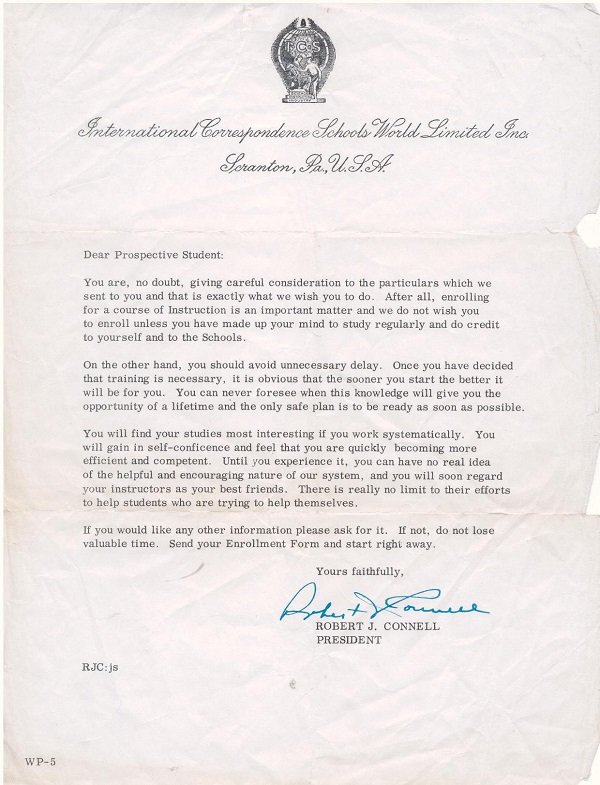 I·C·S
International Correspondence Schools World Limited Inc.
Scranton, Pa., U.S.A.
Dear Prospective Student:
You are, no doubt, giving careful consideration to the particulars which we
sent to you and that is exactly what we wish you to do. After all, enrolling
for a course of Instruction is an important matter and we do not wish you
to enroll unless you have made up your mind to study regularly and do credit
to yourself and to the Schools.
On the other hand, you should avoid unnecessary delay. Once you have decided
that training is necessary, it is obvious that the sooner you start the better it
will be for you. You can never foresee when this knowledge will give you the
opportunity of a lifetime and the only safe plan is to be ready as soon as possible.
You will find your studies most interesting if you work systematically. You
will gain in self-conficence and feel that you are quickly becoming more
efficient and competent. Until you experience it, you can have no real idea
of the helpful and encouraging nature of our system, and you will soon regard
your instructors as your best friends. There is really no limit to their efforts
to help students who are trying to help themselves.
If you would like any other information please ask for it. If not, do not lose
valuable time. Send your Enrollment Form and start right away.
Yours faithfully,
Robert J Connell
ROBERT J. CONNELL
PRESIDENT
RJC:js
WP-5